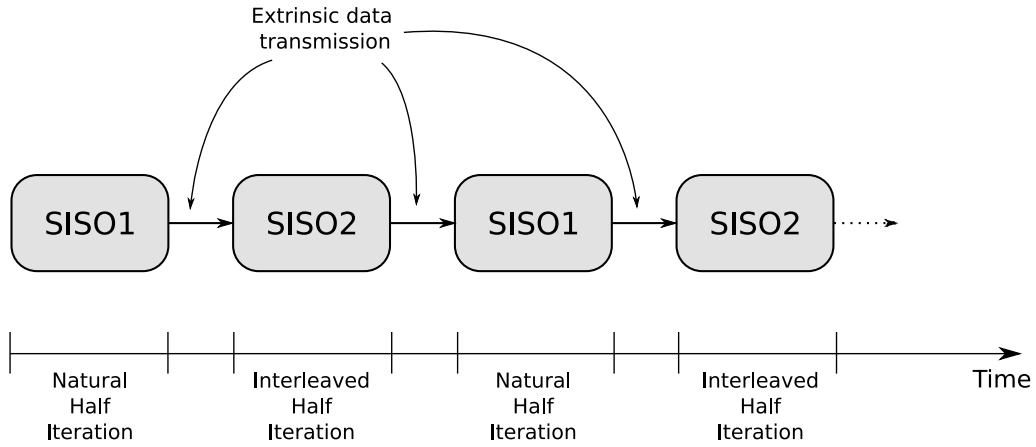 Extrinsic data
transmission
SISO1
SISO2
SISO1
SISO2
Time
Natural
Half
Iteration
Interleaved
Half
Iteration
Natural
Half
Iteration
Interleaved
Half
Iteration